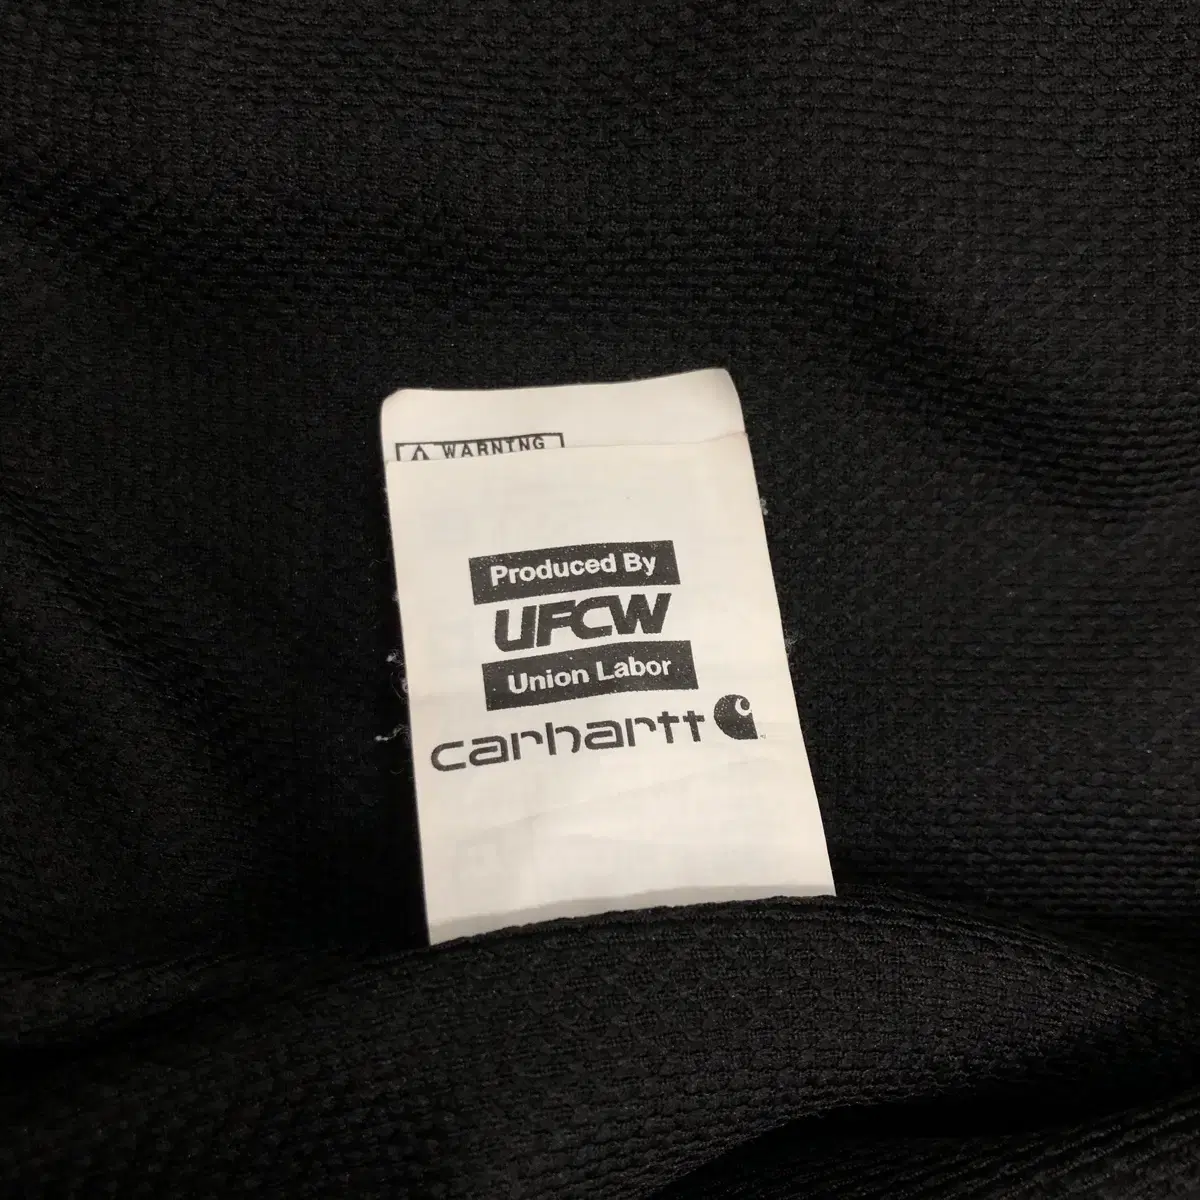 ⚠ WARNING
Produced By
UFCW
Union Labor
carhartt